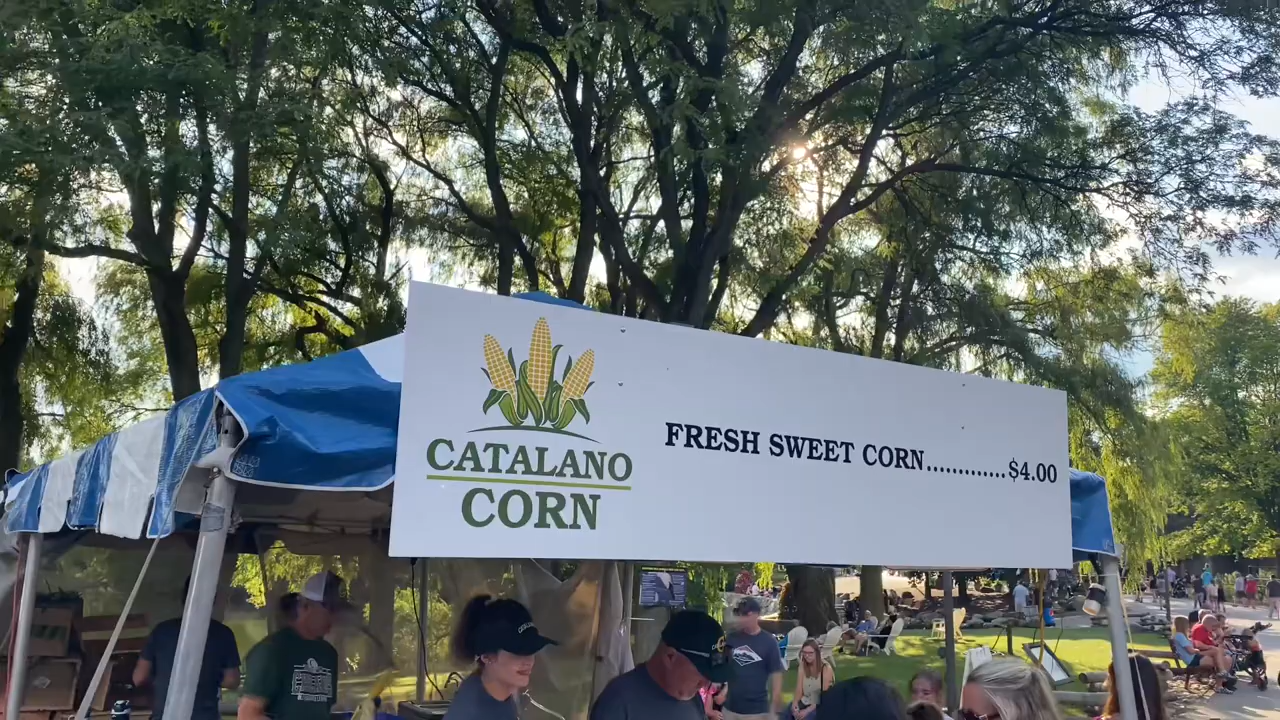 CATALANO
CORN
FRESH SWEET CORN............$4.00